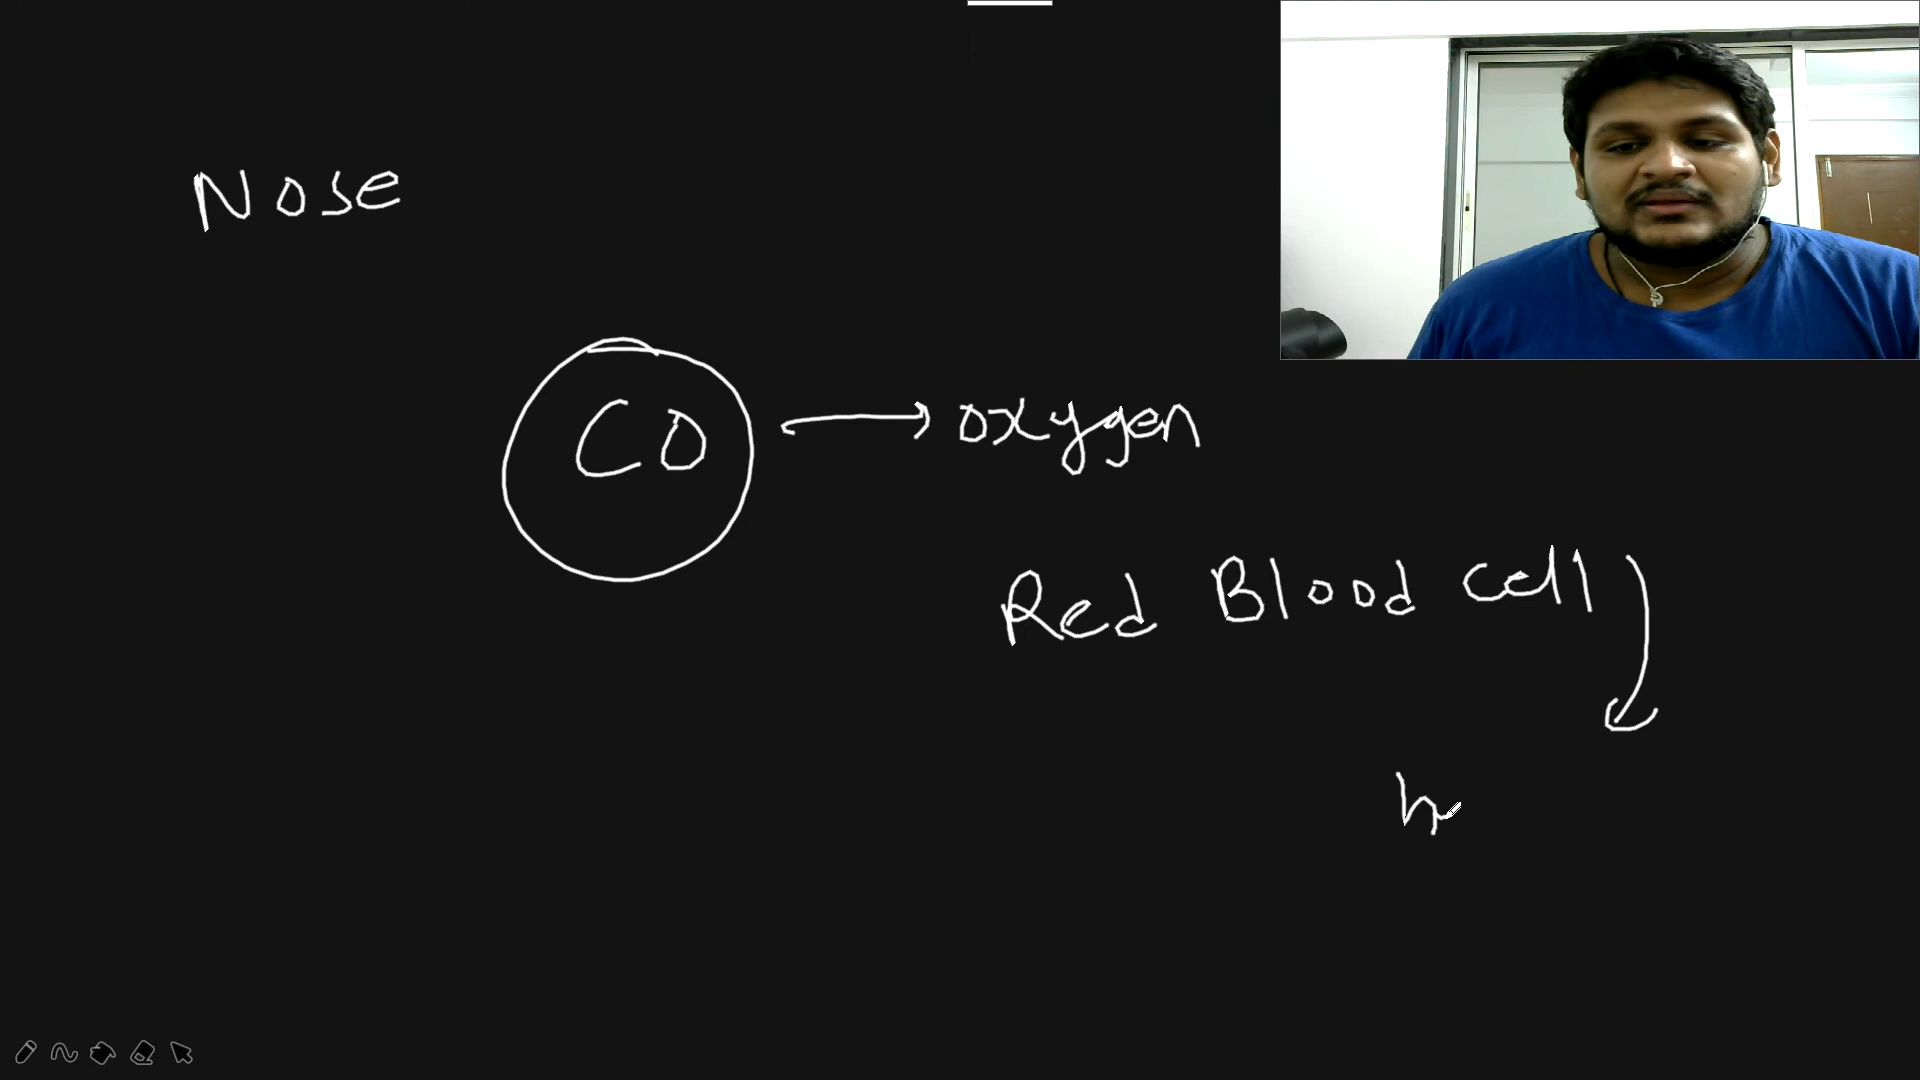 Nose
CO → oxygen
Red Blood cell
h